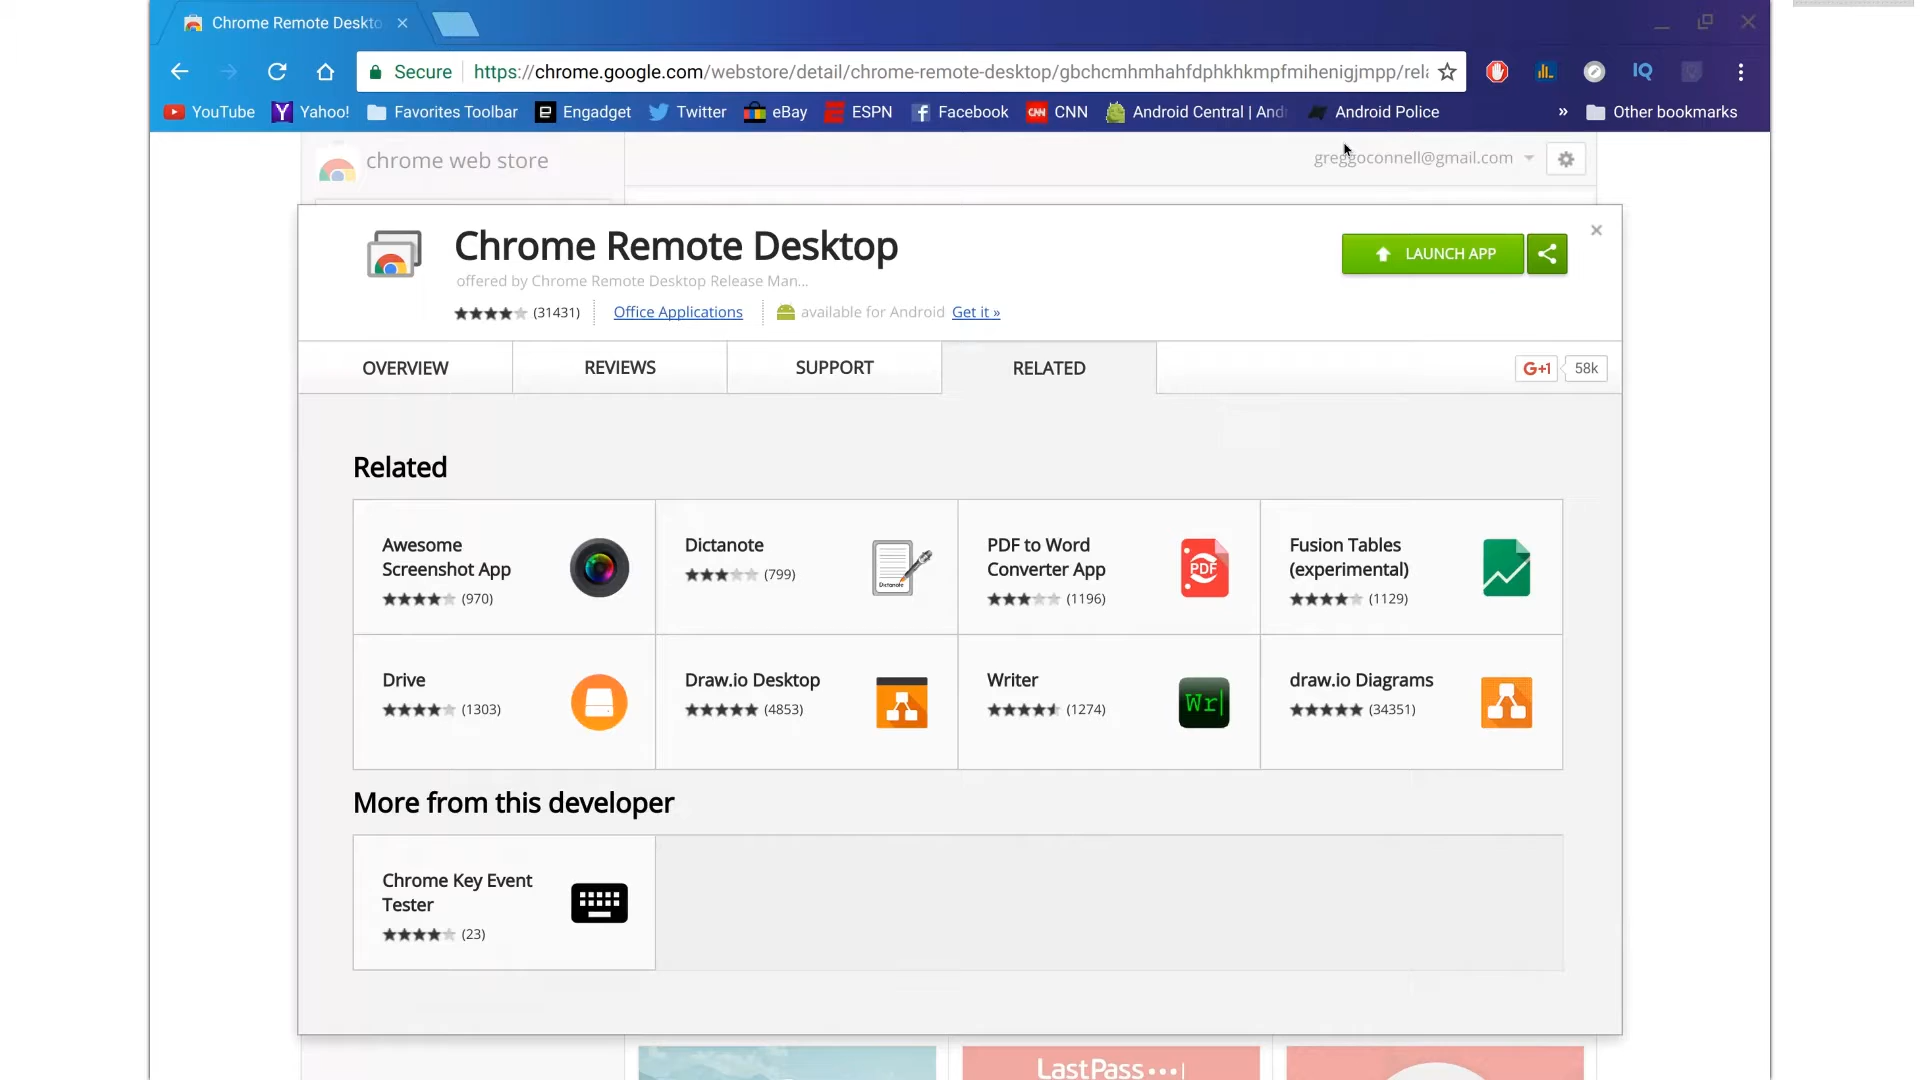 Chrome Remote Deskto
Secure https://chrome.google.com/webstore/detail/chrome-remote-desktop/gbchcmhmhahfdphkhkmpfmihenigjmpp/rela
YouTube Yahoo! Favorites Toolbar Engadget Twitter eBay ESPN Facebook CNN Android Central | And Android Police » Other bookmarks
chrome web store greggoconnell@gmail.com
Chrome Remote Desktop
LAUNCH APP
offered by Chrome Remote Desktop Release Man...
(31431) Office Applications available for Android Get it »
OVERVIEW REVIEWS SUPPORT RELATED G+1 58k
Related
Awesome Screenshot App (970)
Dictanote (799)
PDF to Word Converter App (1196)
PDF
Fusion Tables (experimental) (1129)
Drive (1303)
Draw.io Desktop (4853)
Writer (1274)
Wr|
draw.io Diagrams (34351)
More from this developer
Chrome Key Event Tester (23)
LastPass •••|